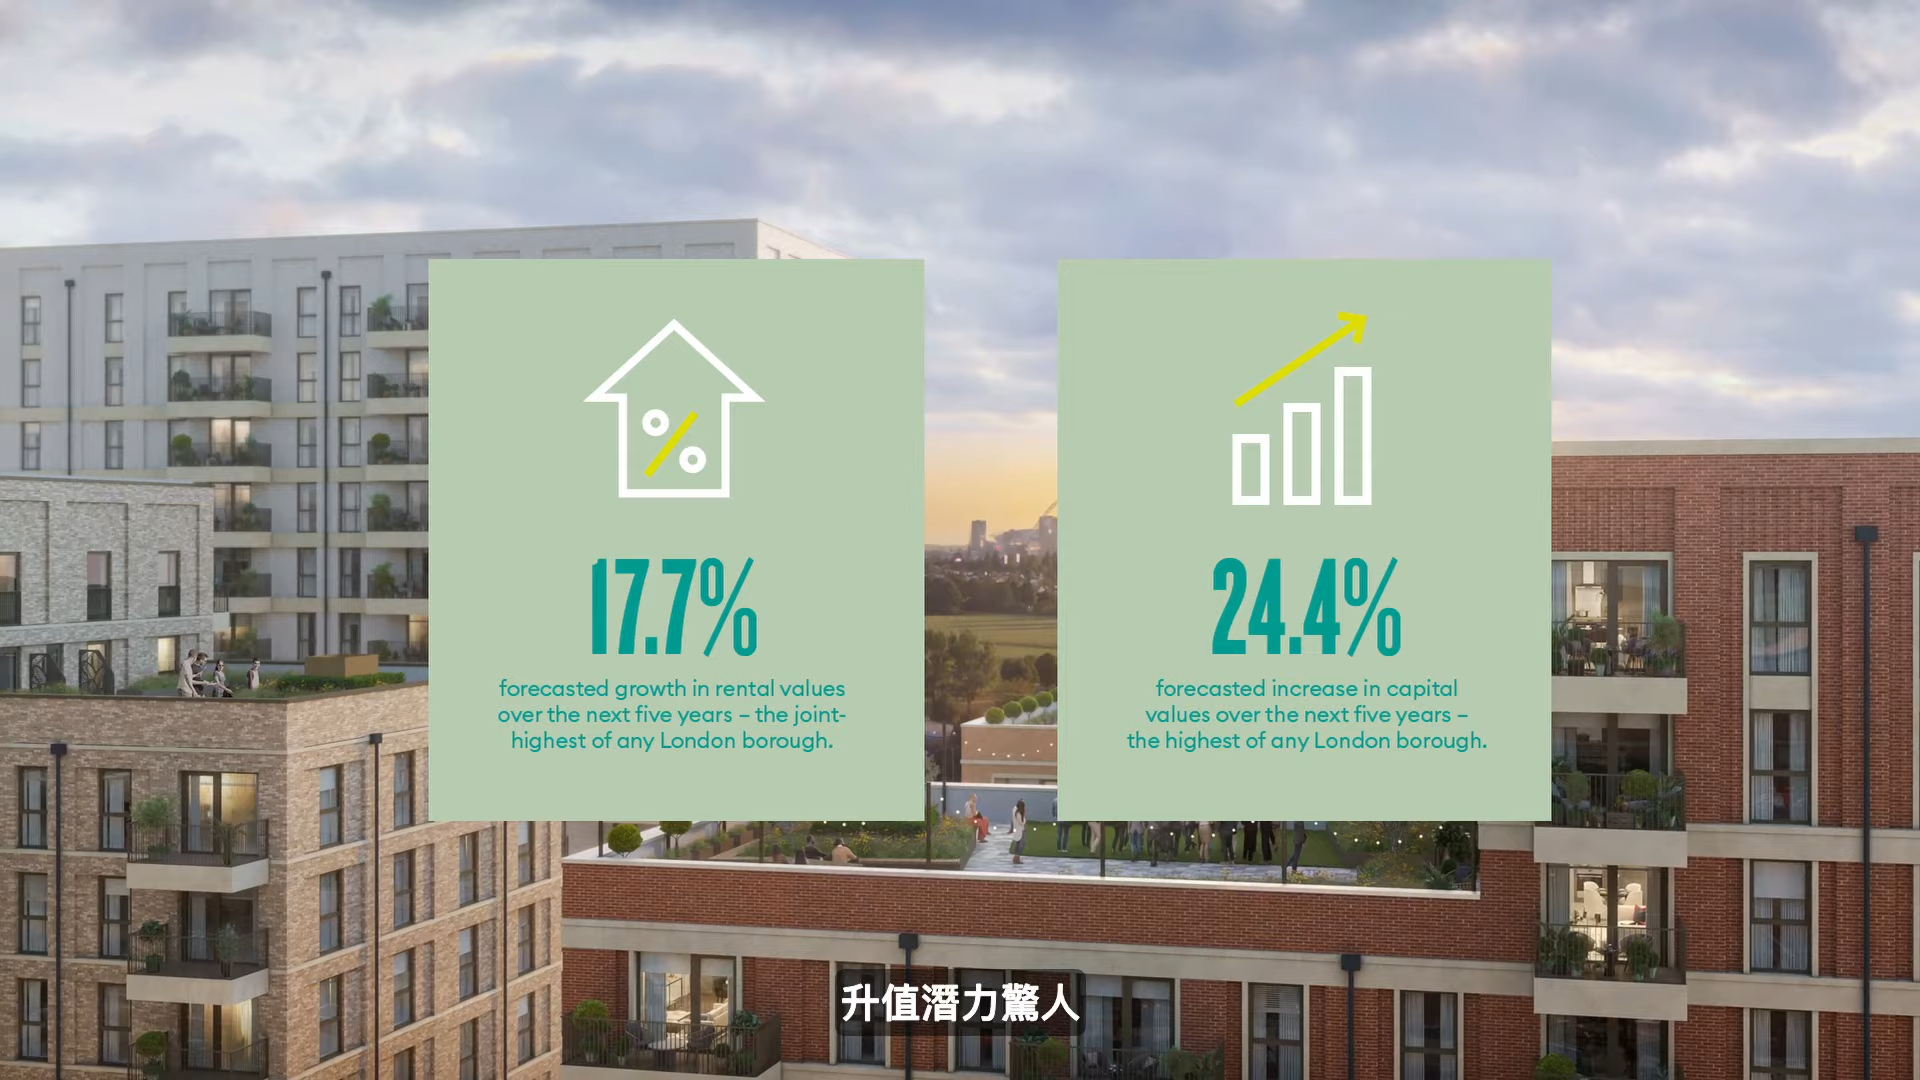 17.7%
forecasted growth in rental values
over the next five years – the joint-
highest of any London borough.
24.4%
forecasted increase in capital
values over the next five years –
the highest of any London borough.
升值潛力驚人